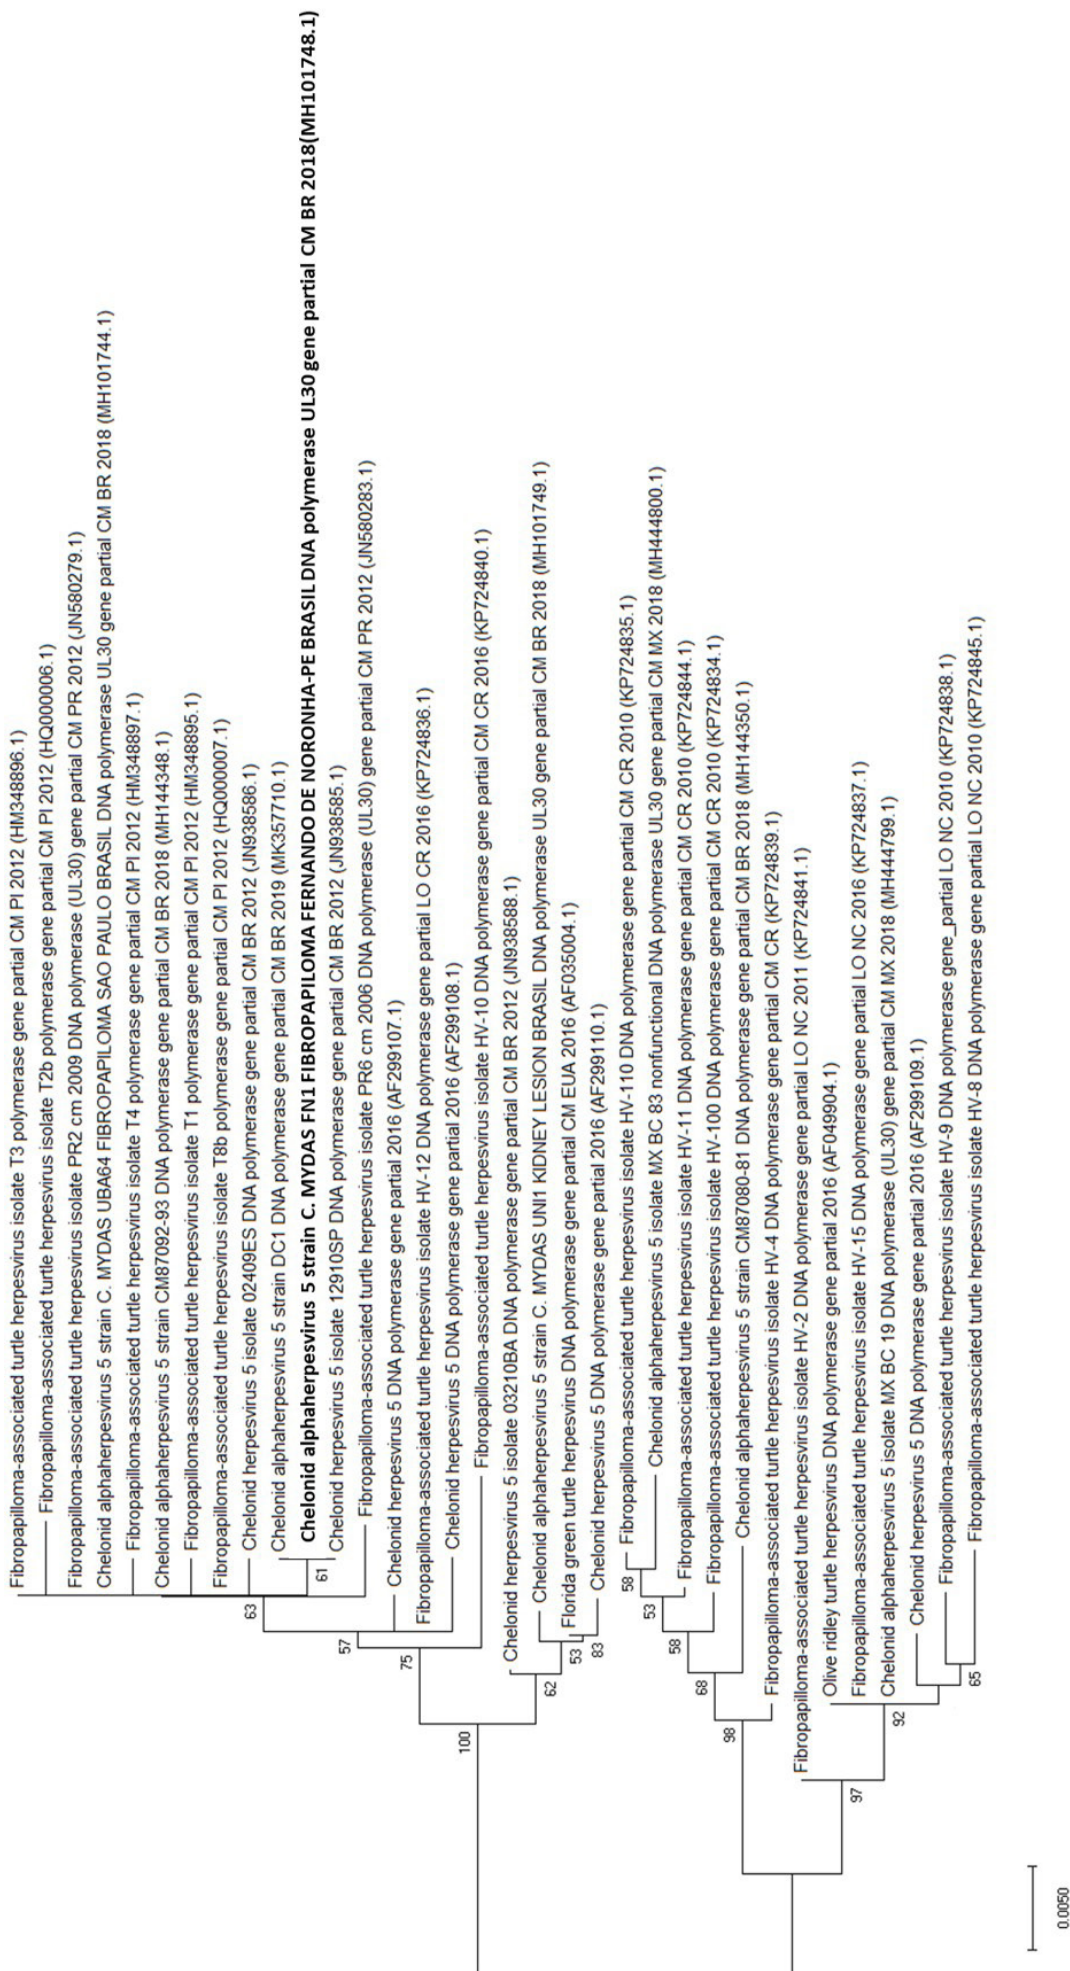 Fibropapilloma-associated turtle herpesvirus isolate T3 polymerase gene partial CM PI 2012 (HM348896.1)
Fibropapilloma-associated turtle herpesvirus isolate T2b polymerase gene partial CM PI 2012 (HQ000006.1)
Fibropapilloma-associated turtle herpesvirus isolate PR2 cm 2009 DNA polymerase (UL30) gene partial CM PR 2012 (JN580279.1)
Chelonid alphaherpesvirus 5 strain C. MYDAS UBA64 FIBROPAPILOMA SAO PAULO BRASIL DNA polymerase UL30 gene partial CM BR 2018 (MH101744.1)
Fibropapilloma-associated turtle herpesvirus isolate T4 polymerase gene partial CM PI 2012 (HM348897.1)
Chelonid alphaherpesvirus 5 strain CM87092-93 DNA polymerase gene partial CM BR 2018 (MH144348.1)
Fibropapilloma-associated turtle herpesvirus isolate T1 polymerase gene partial CM PI 2012 (HM348895.1)
Fibropapilloma-associated turtle herpesvirus isolate T8b polymerase gene partial CM PI 2012 (HQ000007.1)
Chelonid herpesvirus 5 isolate 02409ES DNA polymerase gene partial CM BR 2012 (JN938586.1)
Chelonid alphaherpesvirus 5 strain DC1 DNA polymerase gene partial CM BR 2019 (MK357710.1)
Chelonid alphaherpesvirus 5 strain C. MYDAS FN1 FIBROPAPILOMA FERNANDO DE NORONHA-PE BRASIL DNA polymerase UL30 gene partial CM BR 2018(MH101748.1)
Chelonid herpesvirus 5 isolate 12910SP DNA polymerase gene partial CM BR 2012 (JN938585.1)
Fibropapilloma-associated turtle herpesvirus isolate PR6 cm 2006 DNA polymerase (UL30) gene partial CM PR 2012 (JN580283.1)
Chelonid herpesvirus 5 DNA polymerase gene partial 2016 (AF299107.1)
Fibropapilloma-associated turtle herpesvirus isolate HV-12 DNA polymerase gene partial LO CR 2016 (KP724836.1)
Chelonid herpesvirus 5 DNA polymerase gene partial 2016 (AF299108.1)
Fibropapilloma-associated turtle herpesvirus isolate HV-10 DNA polymerase gene partial CM CR 2016 (KP724840.1)
Chelonid herpesvirus 5 isolate 03210BA DNA polymerase gene partial CM BR 2012 (JN938588.1)
Chelonid alphaherpesvirus 5 strain C. MYDAS UNI1 KIDNEY LESION BRASIL DNA polymerase UL30 gene partial CM BR 2018 (MH101749.1)
Florida green turtle herpesvirus DNA polymerase gene partial CM EUA 2016 (AF035004.1)
Chelonid herpesvirus 5 DNA polymerase gene partial 2016 (AF299110.1)
Fibropapilloma-associated turtle herpesvirus isolate HV-110 DNA polymerase gene partial CM CR 2010 (KP724835.1)
Chelonid alphaherpesvirus 5 isolate MX BC 83 nonfunctional DNA polymerase UL30 gene partial CM MX 2018 (MH444800.1)
Fibropapilloma-associated turtle herpesvirus isolate HV-11 DNA polymerase gene partial CM CR 2010 (KP724844.1)
Fibropapilloma-associated turtle herpesvirus isolate HV-100 DNA polymerase gene partial CM CR 2010 (KP724834.1)
Chelonid alphaherpesvirus 5 strain CM87080-81 DNA polymerase gene partial CM BR 2018 (MH144350.1)
Fibropapilloma-associated turtle herpesvirus isolate HV-4 DNA polymerase gene partial CM CR (KP724839.1)
Fibropapilloma-associated turtle herpesvirus isolate HV-2 DNA polymerase gene partial LO NC 2011 (KP724841.1)
Olive ridley turtle herpesvirus DNA polymerase gene partial 2016 (AF049904.1)
Fibropapilloma-associated turtle herpesvirus isolate HV-15 DNA polymerase gene partial LO NC 2016 (KP724837.1)
Chelonid alphaherpesvirus 5 isolate MX BC 19 DNA polymerase (UL30) gene partial CM MX 2018 (MH444799.1)
Chelonid herpesvirus 5 DNA polymerase gene partial 2016 (AF299109.1)
Fibropapilloma-associated turtle herpesvirus isolate HV-9 DNA polymerase gene_partial LO NC 2010 (KP724838.1)
Fibropapilloma-associated turtle herpesvirus isolate HV-8 DNA polymerase gene partial LO NC 2010 (KP724845.1)
63
61
57
75
100
62
53
83
58
53
58
68
98
97
92
65
0.0050